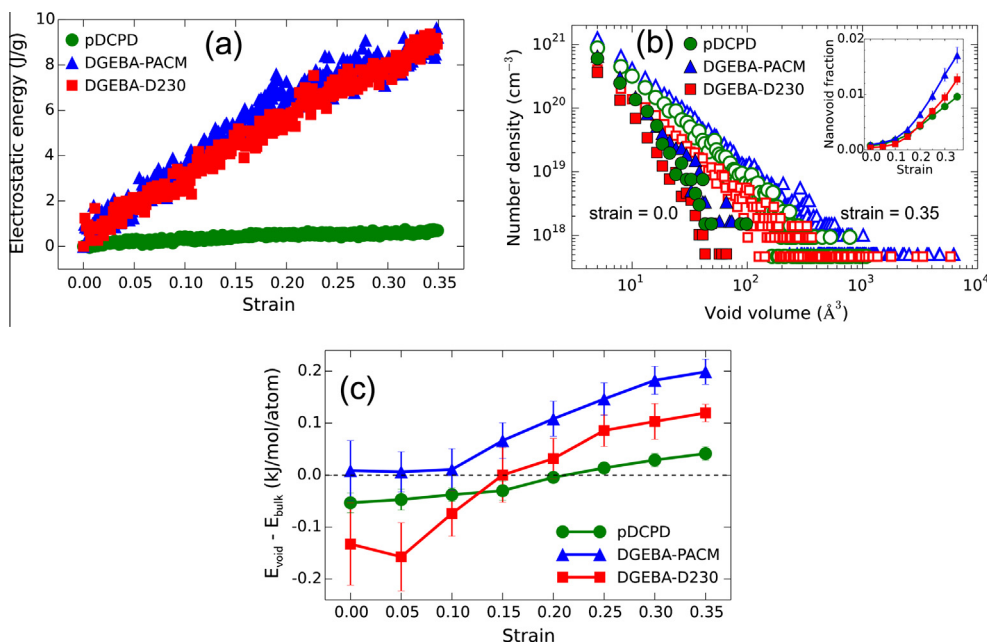 (a)
pDCPD
DGEBA-PACM
DGEBA-D230
Electrostatic energy (J/g)
10
8
6
4
2
0
0.00 0.05 0.10 0.15 0.20 0.25 0.30 0.35
Strain
(b)
pDCPD
DGEBA-PACM
DGEBA-D230
Number density (cm⁻³)
10²¹
10²⁰
10¹⁹
10¹⁸
strain = 0.0
strain = 0.35
10¹ 10² 10³ 10⁴
Void volume (Å³)
Nanovoid fraction
0.02
0.01
0.00
0.0 0.1 0.2 0.3
Strain
(c)
E_void - E_bulk (kJ/mol/atom)
0.2
0.1
0.0
-0.1
-0.2
pDCPD
DGEBA-PACM
DGEBA-D230
0.00 0.05 0.10 0.15 0.20 0.25 0.30 0.35
Strain